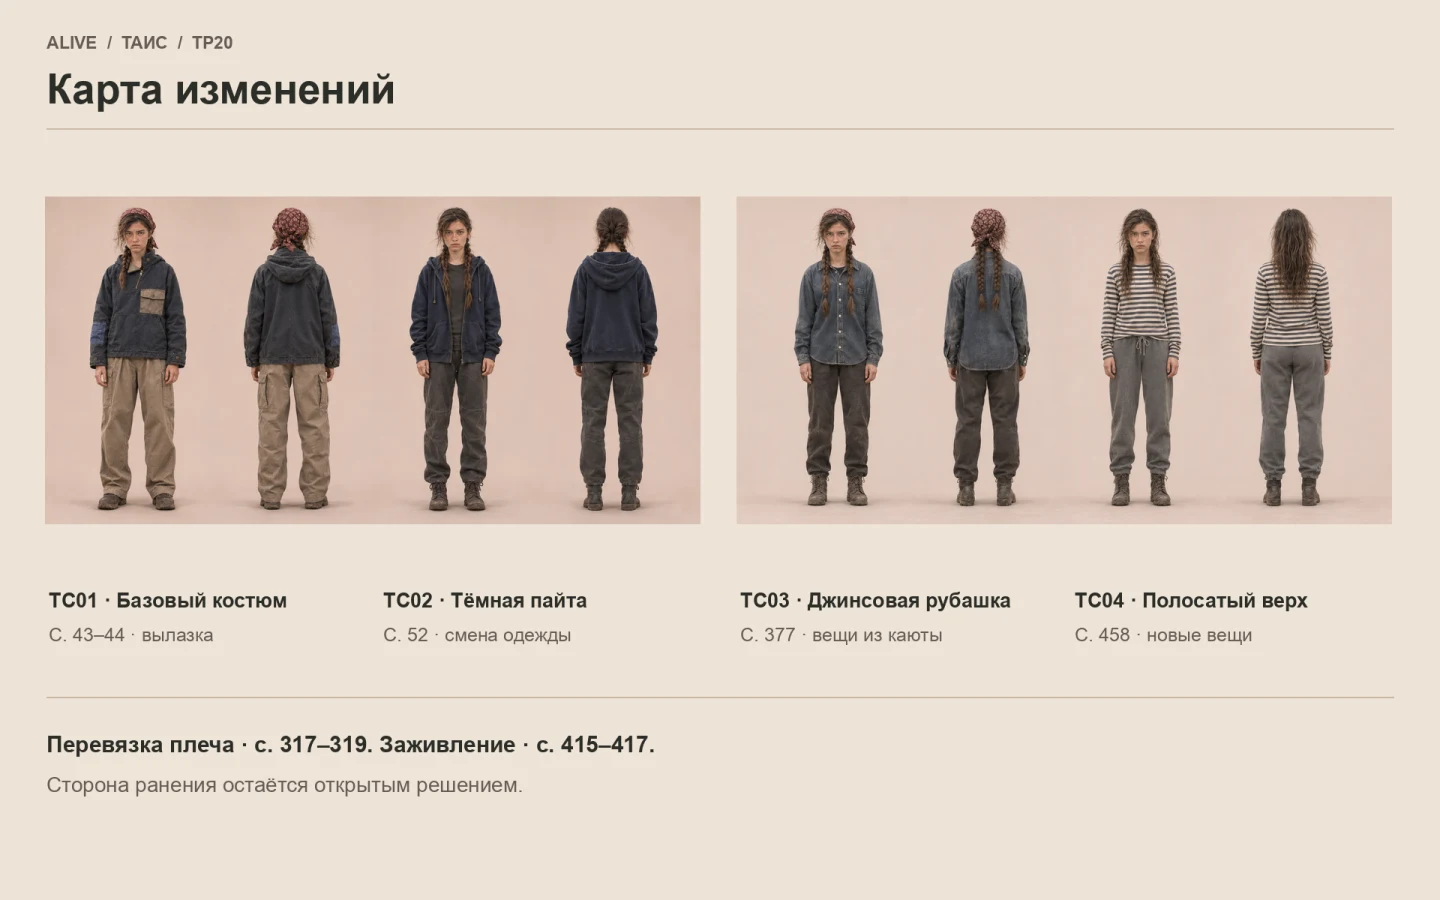 ALIVE / ТАИС / TP20
Карта изменений
TC01 · Базовый костюм
С. 43–44 · вылазка
TC02 · Тёмная пайта
С. 52 · смена одежды
TC03 · Джинсовая рубашка
С. 377 · вещи из каюты
TC04 · Полосатый верх
С. 458 · новые вещи
Перевязка плеча · с. 317–319. Заживление · с. 415–417.
Сторона ранения остаётся открытым решением.